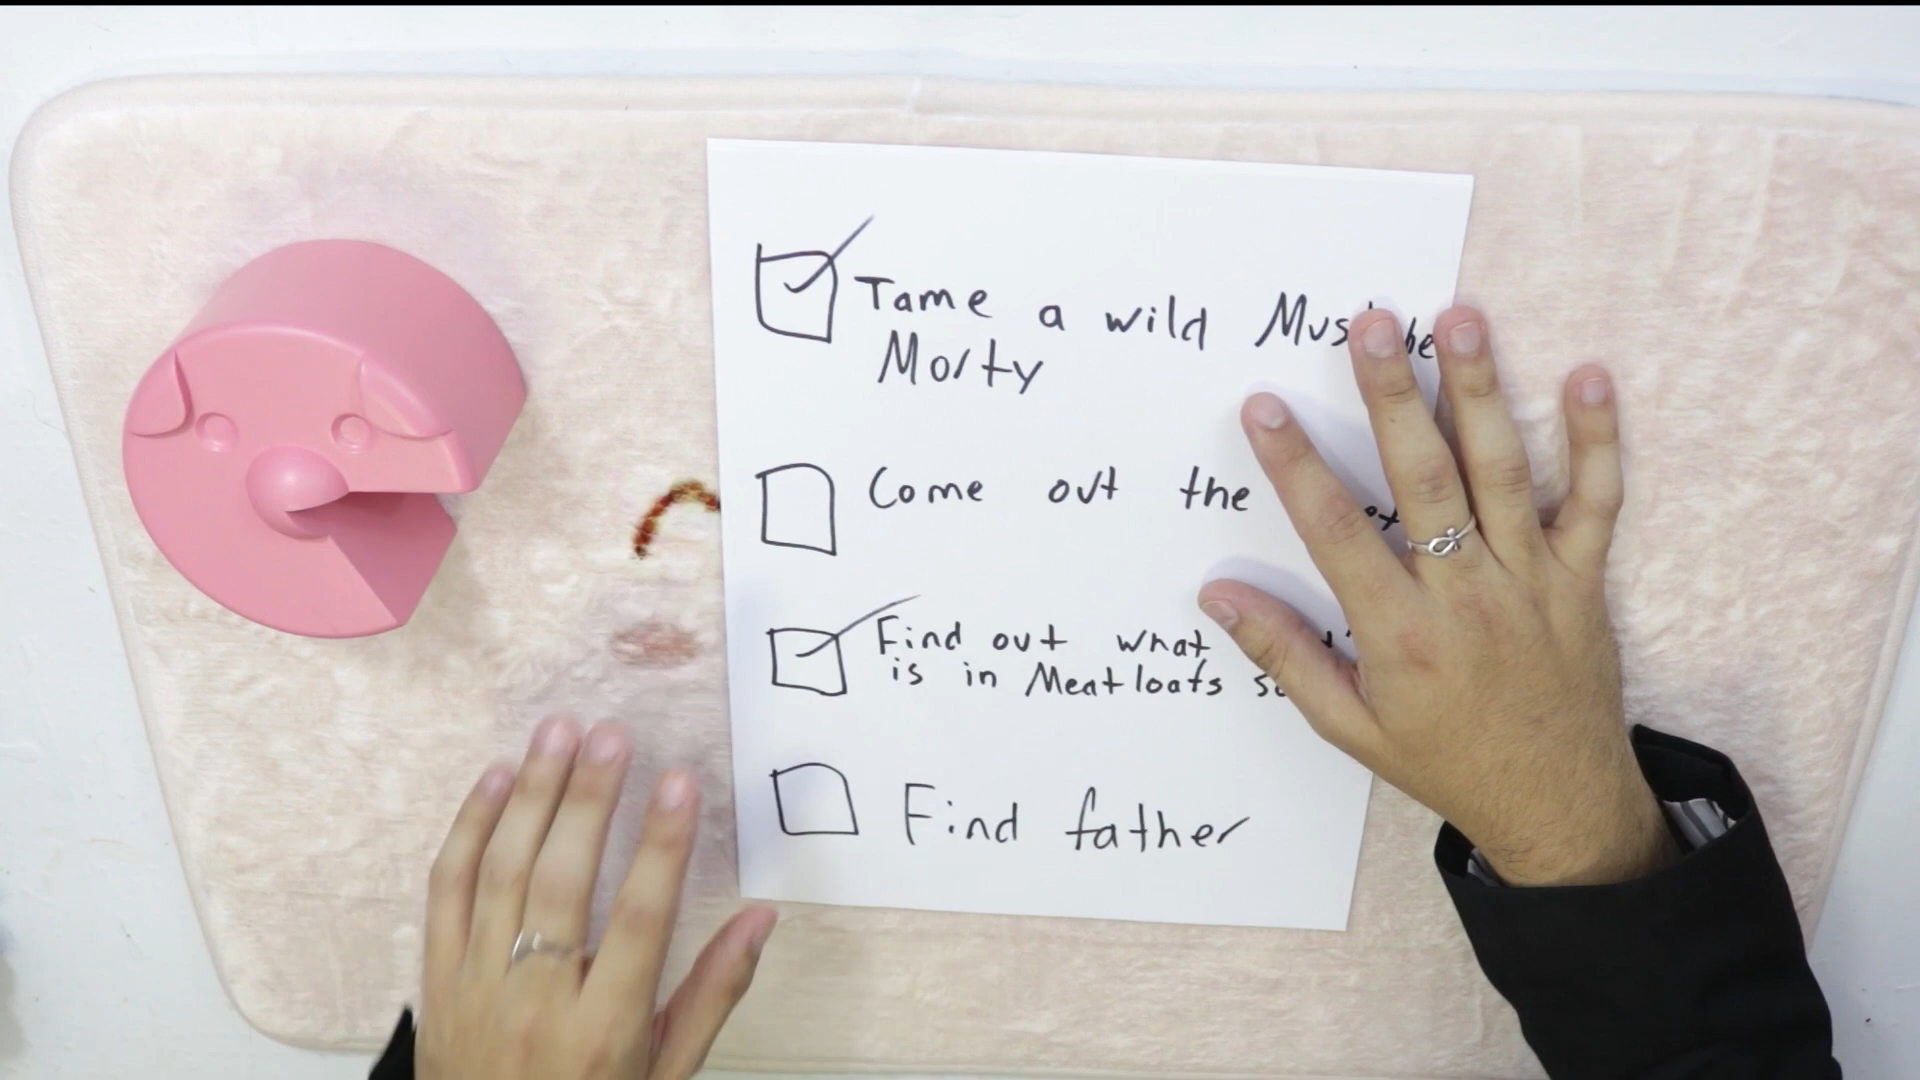 Tame a wild
Morty
Come out the
Find out what
is in Meatloafs
Find father